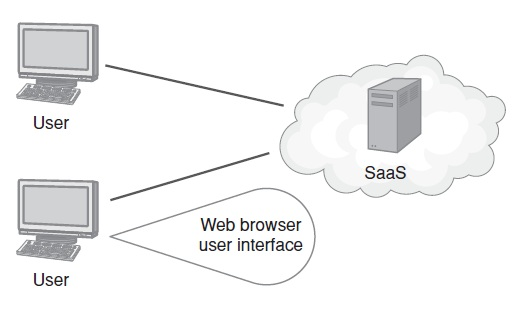 User
SaaS
Web browser
user interface
User